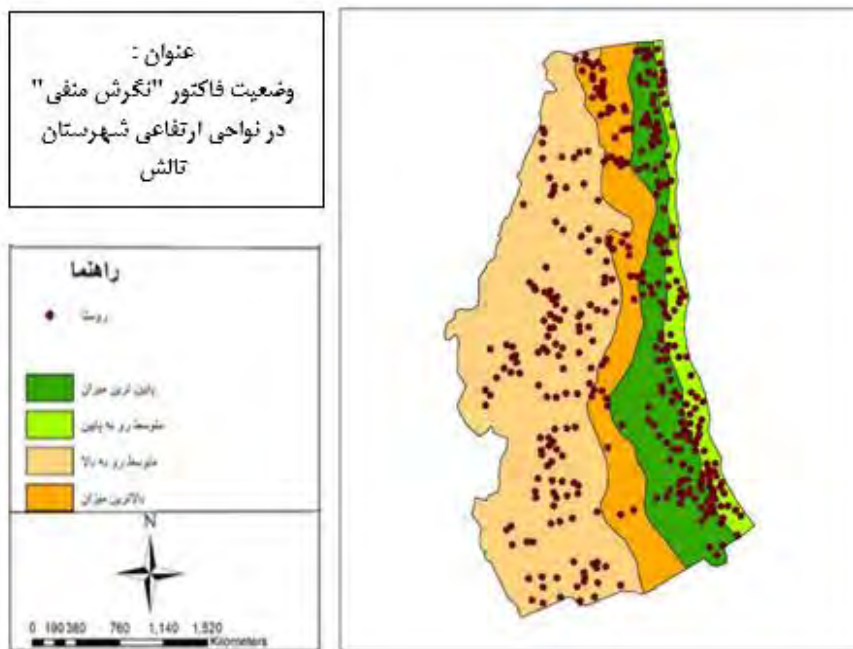 عنوان :
وضعیت فاکتور "نگرش منفی"
در نواحی ارتفاعی شهرستان
تالش
راهنما
روستا
پایین ترین میزان
متوسط رو به پایین
متوسط رو به بالا
بالاترین میزان
N
0 190 380 760 1,140 1,520
Kilometers